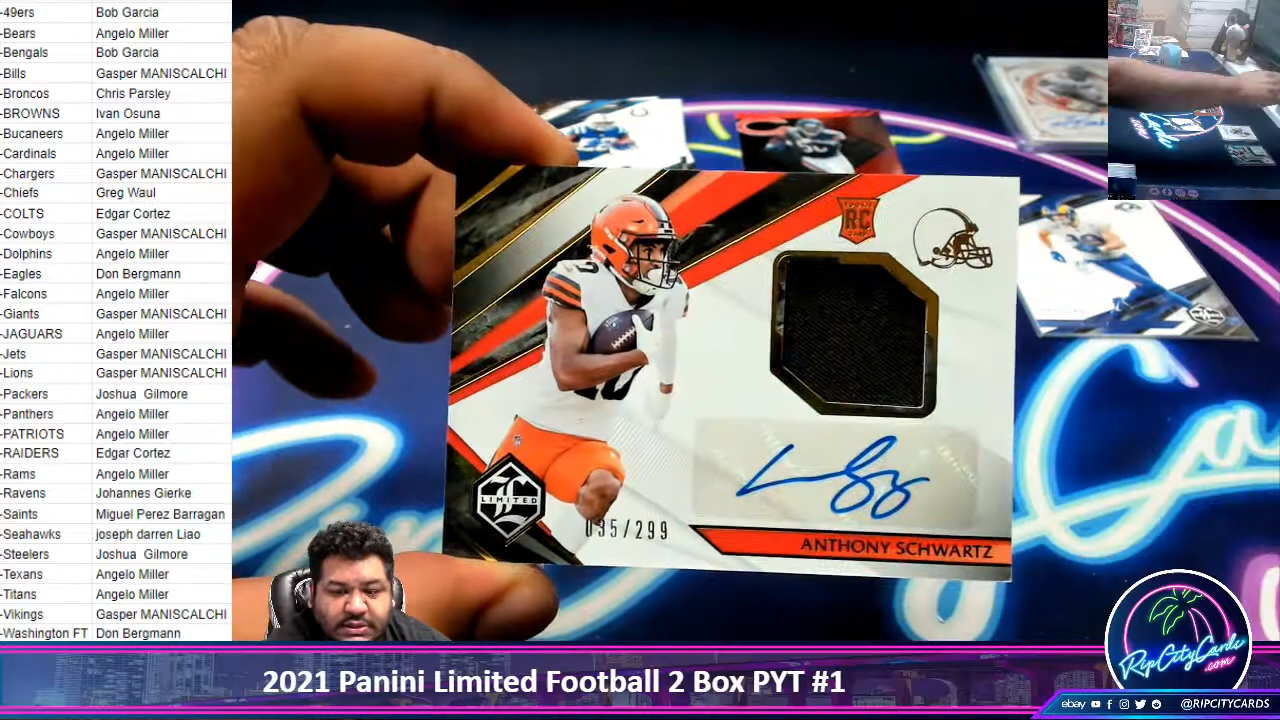 -49ers Bob Garcia
-Bears Angelo Miller
-Bengals Bob Garcia
-Bills Gasper MANISCALCHI
-Broncos Chris Parsley
-BROWNS Ivan Osuna
-Bucaneers Angelo Miller
-Cardinals Angelo Miller
-Chargers Gasper MANISCALCHI
-Chiefs Greg Waul
-COLTS Edgar Cortez
-Cowboys Gasper MANISCALCHI
-Dolphins Angelo Miller
-Eagles Don Bergmann
-Falcons Angelo Miller
-Giants Gasper MANISCALCHI
-JAGUARS Angelo Miller
-Jets Gasper MANISCALCHI
-Lions Gasper MANISCALCHI
-Packers Joshua Gilmore
-Panthers Angelo Miller
-PATRIOTS Angelo Miller
-RAIDERS Edgar Cortez
-Rams Angelo Miller
-Ravens Johannes Gierke
-Saints Miguel Perez Barragan
-Seahawks joseph darren Liao
-Steelers Joshua Gilmore
-Texans Angelo Miller
-Titans Angelo Miller
-Vikings Gasper MANISCALCHI
-Washington FT Don Bergmann
RC
10
LIMITED
035/299
ANTHONY SCHWARTZ
2021 Panini Limited Football 2 Box PYT #1
RipCityCards
.com
ebay @RIPCITYCARDS